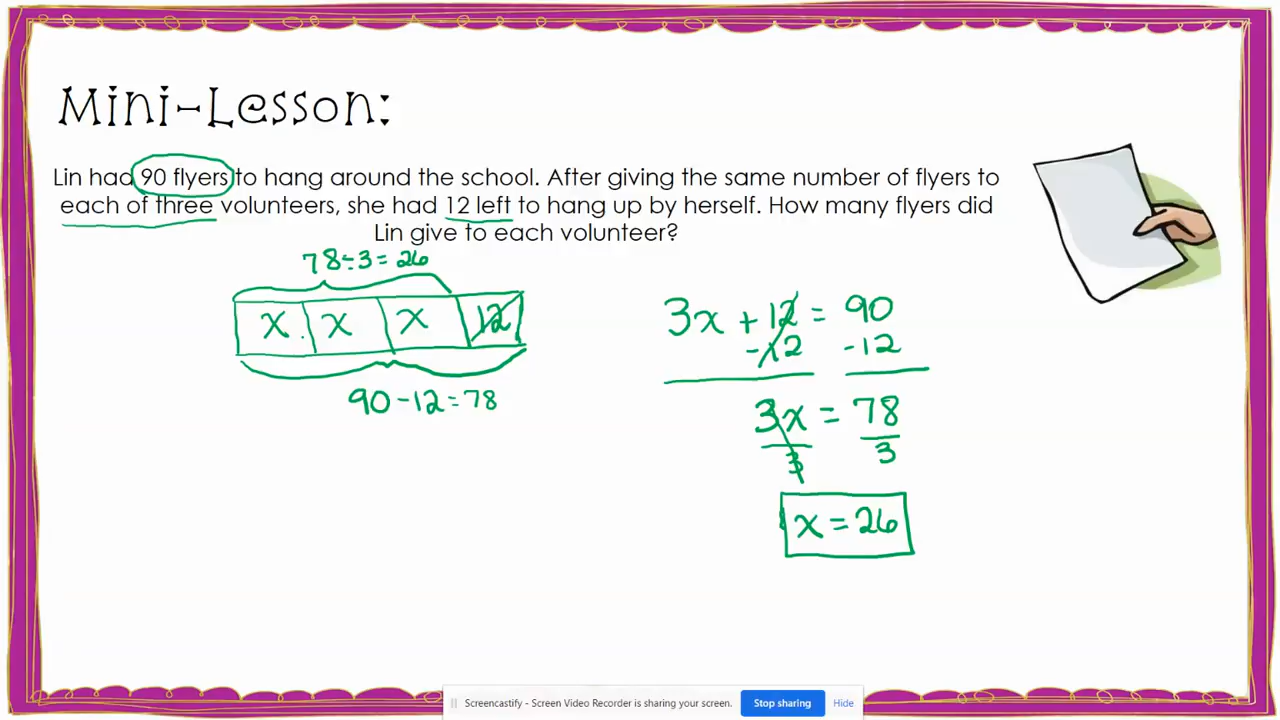 Mini-Lesson:
Lin had 90 flyers to hang around the school. After giving the same number of flyers to
each of three volunteers, she had 12 left to hang up by herself. How many flyers did
Lin give to each volunteer?
78÷3=26
x x x 12
90-12=78
3x + 12 = 90
-12 -12
3x = 78
3 3
x = 26
Screencastify - Screen Video Recorder is sharing your screen. Stop sharing Hide